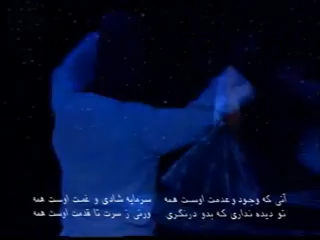 آنی که وجود وعدمت اوست همه    سرمایه شادی و غمت اوست همه
تو دیده نداری که بدو درنگری    ورنی ز سرت تا قدمت اوست همه